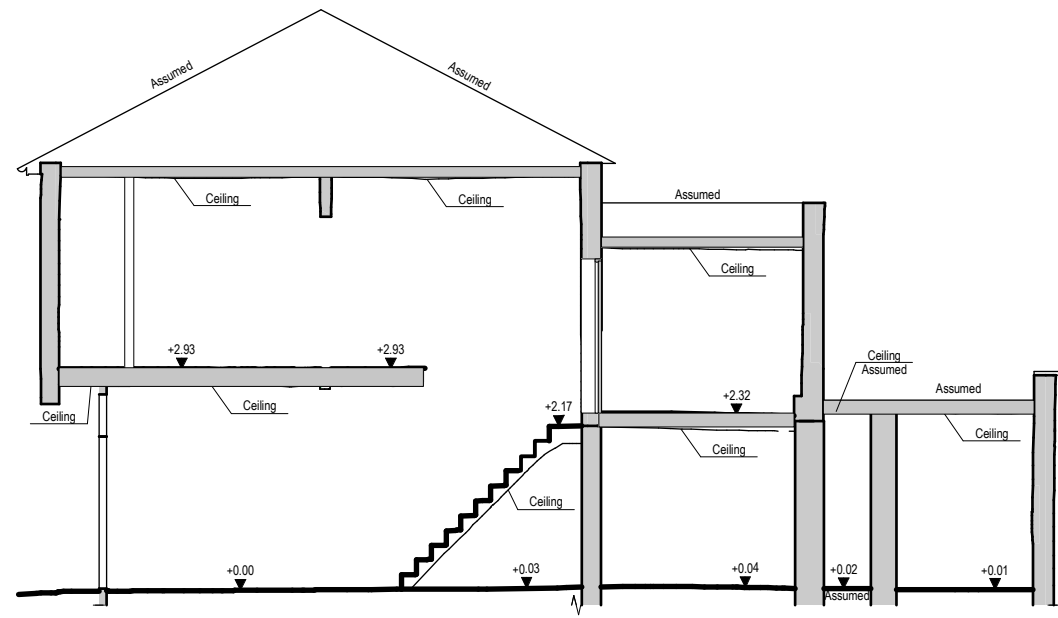 Assumed
Assumed
Ceiling
Ceiling
Assumed
Ceiling
+2.93
+2.93
Ceiling
Assumed
Assumed
Ceiling
Ceiling
+2.17
+2.32
Ceiling
Ceiling
Ceiling
+0.00
+0.03
+0.04
+0.02
+0.01
Assumed